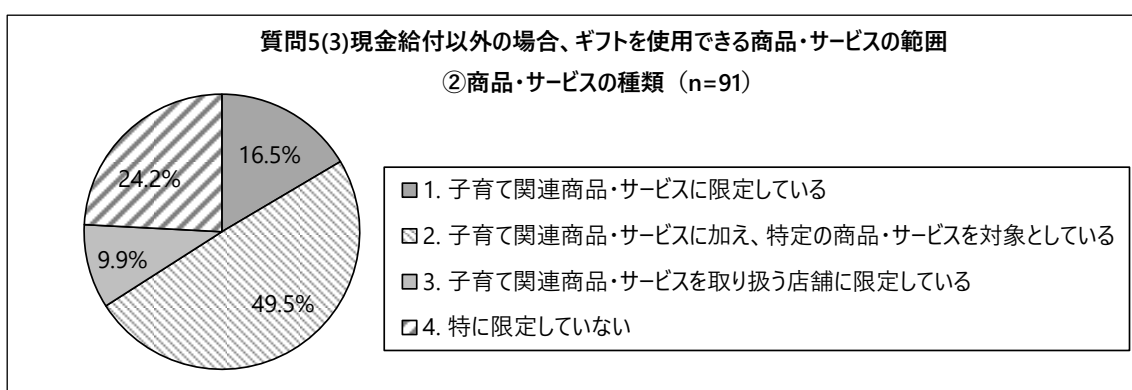 質問5(3)現金給付以外の場合、ギフトを使用できる商品・サービスの範囲
②商品・サービスの種類（n=91）
16.5%
24.2%
9.9%
49.5%
1. 子育て関連商品・サービスに限定している
2. 子育て関連商品・サービスに加え、特定の商品・サービスを対象としている
3. 子育て関連商品・サービスを取り扱う店舗に限定している
4. 特に限定していない